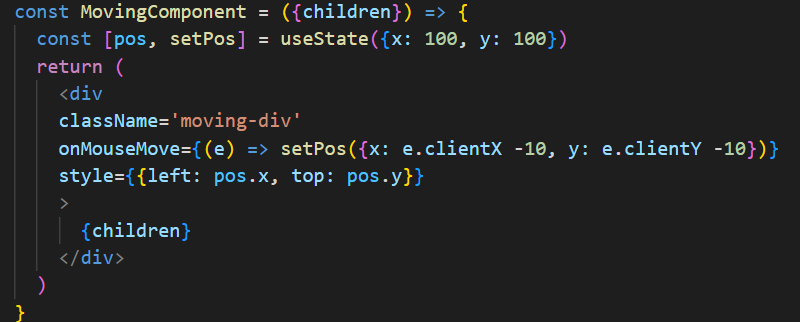 const MovingComponent = ({children}) => {
const [pos, setPos] = useState({x: 100, y: 100})
return (
<div
className='moving-div'
onMouseMove={(e) => setPos({x: e.clientX -10, y: e.clientY -10})}
style={{left: pos.x, top: pos.y}}
>
{children}
</div>
)
}